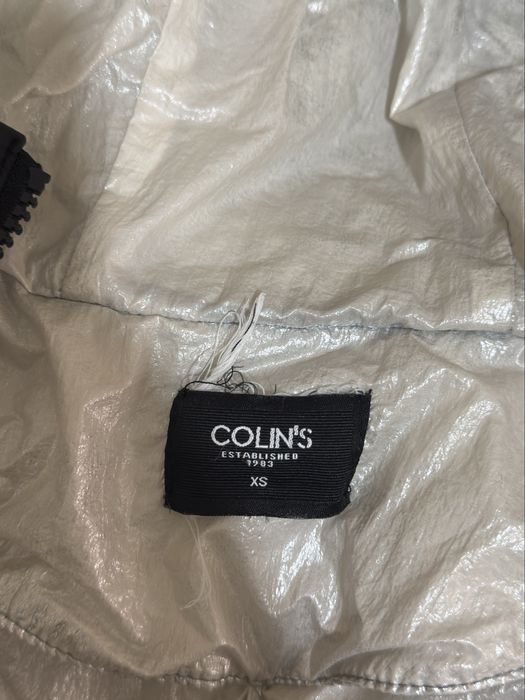 COLIN'S
ESTABLISHED
1983
XS